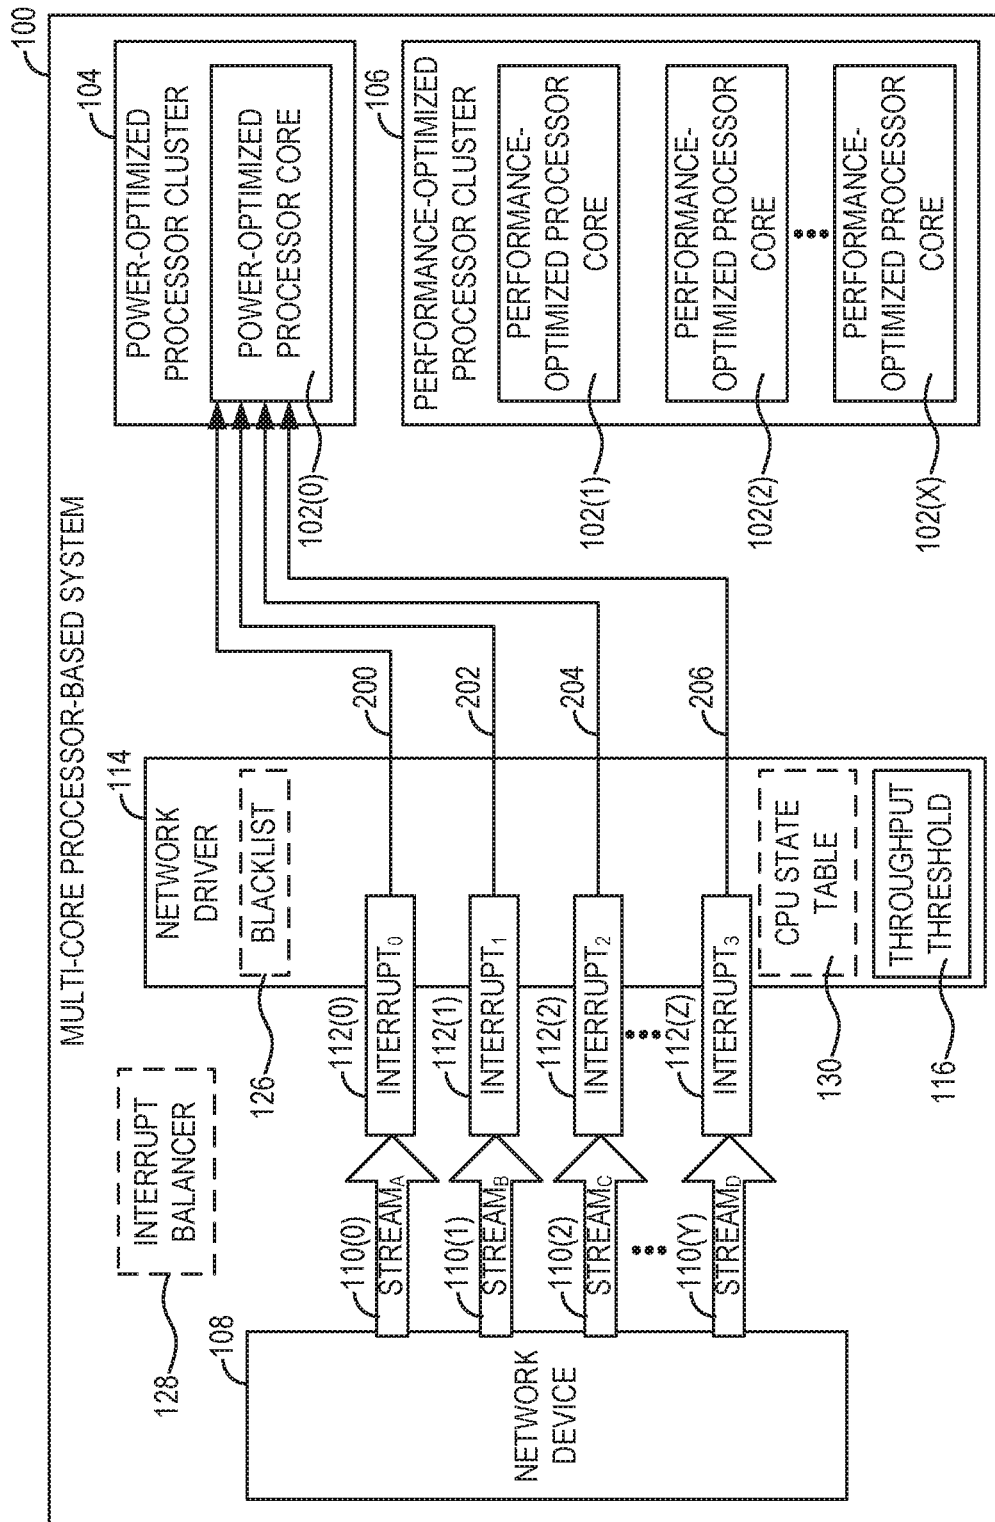 MULTI-CORE PROCESSOR-BASED SYSTEM
100
INTERRUPT
BALANCER
128
108
NETWORK
DEVICE
110(0)
STREAMA
110(1)
STREAMB
110(2)
STREAMC
•••
110(Y)
STREAMD
114
NETWORK
DRIVER
BLACKLIST
126
112(0)
INTERRUPT0
112(1)
INTERRUPT1
112(2)
INTERRUPT2
•••
112(Z)
INTERRUPT3
CPU STATE
TABLE
130
THROUGHPUT
THRESHOLD
116
200
202
204
206
104
POWER-OPTIMIZED
PROCESSOR CLUSTER
POWER-OPTIMIZED
PROCESSOR CORE
102(0)
106
PERFORMANCE-OPTIMIZED
PROCESSOR CLUSTER
PERFORMANCE-
OPTIMIZED PROCESSOR
CORE
102(1)
PERFORMANCE-
OPTIMIZED PROCESSOR
CORE
102(2)
•••
PERFORMANCE-
OPTIMIZED PROCESSOR
CORE
102(X)